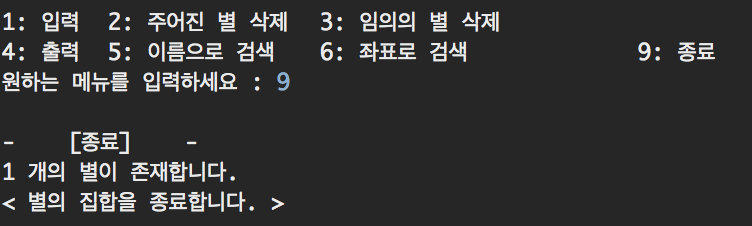 1: 입력  2: 주어진 별 삭제  3: 임의의 별 삭제
4: 출력  5: 이름으로 검색   6: 좌표로 검색            9: 종료
원하는 메뉴를 입력하세요 : 9
-    [종료]    -
1 개의 별이 존재합니다.
< 별의 집합을 종료합니다. >